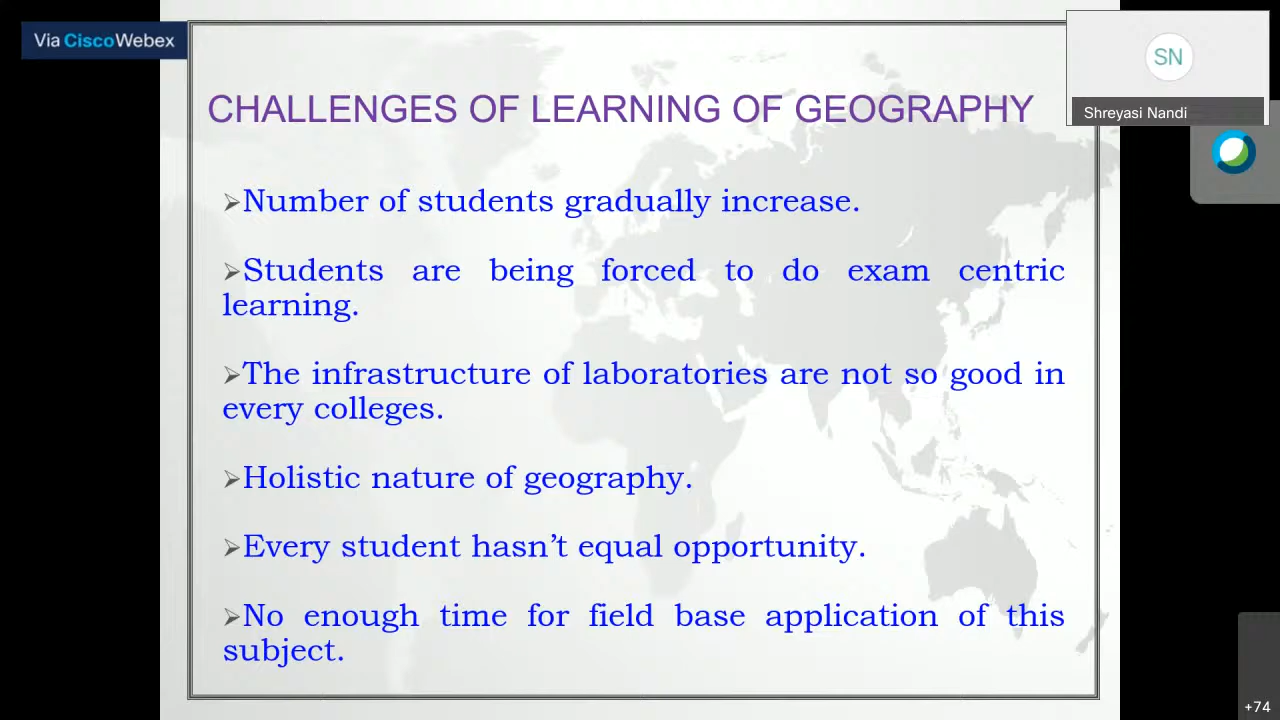 Via CiscoWebex
SN
Shreyasi Nandi
CHALLENGES OF LEARNING OF GEOGRAPHY
➢Number of students gradually increase.
➢Students are being forced to do exam centric
learning.
➢The infrastructure of laboratories are not so good in
every colleges.
➢Holistic nature of geography.
➢Every student hasn’t equal opportunity.
➢No enough time for field base application of this
subject.
+74